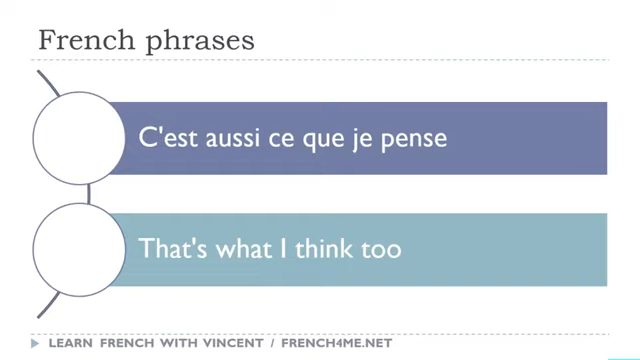 French phrases
C'est aussi ce que je pense
That's what I think too
LEARN FRENCH WITH VINCENT / FRENCH4ME.NET